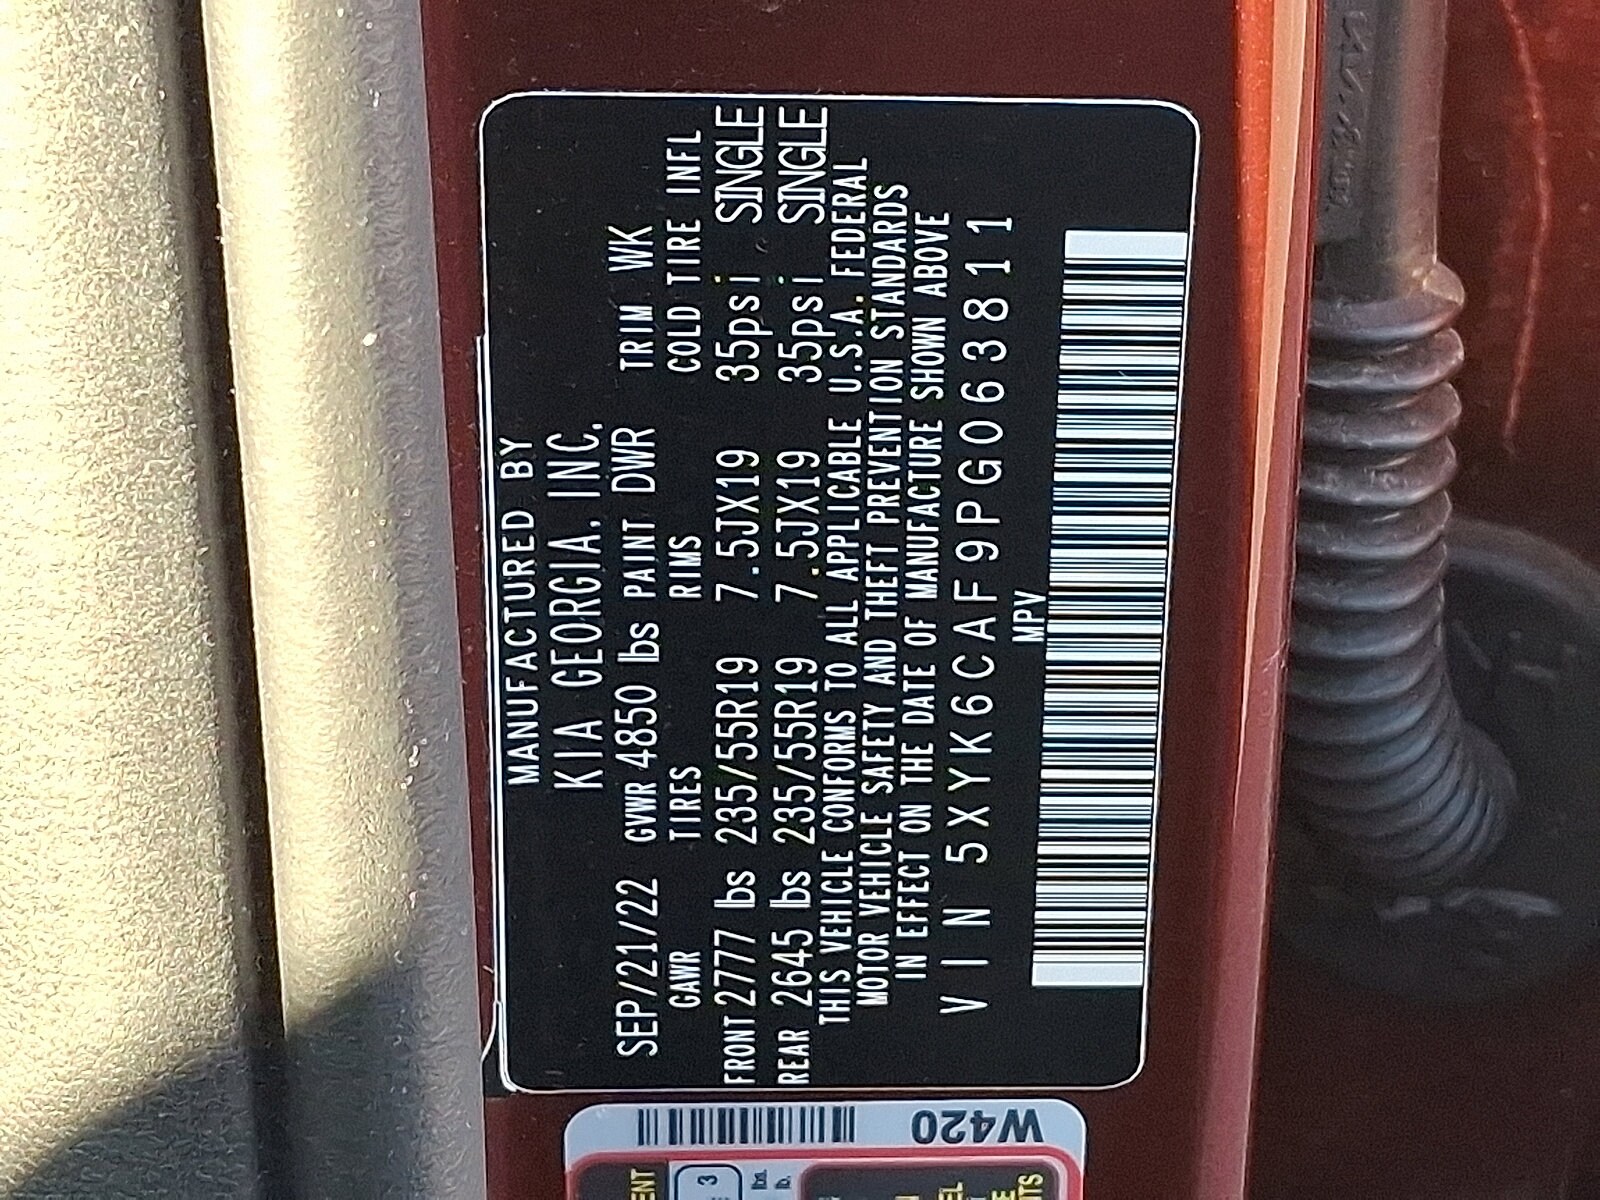 MANUFACTURED BY
KIA GEORGIA. INC.
SEP/21/22 GVWR 4850 lbs PAINT DWR TRIM WK
GAWR TIRES RIMS COLD TIRE INFL
FRONT 2777 lbs 235/55R19 7.5JX19 35psi SINGLE
REAR 2645 lbs 235/55R19 7.5JX19 35psi SINGLE
THIS VEHICLE CONFORMS TO ALL APPLICABLE U.S.A. FEDERAL
MOTOR VEHICLE SAFETY AND THEFT PREVENTION STANDARDS
IN EFFECT ON THE DATE OF MANUFACTURE SHOWN ABOVE
VIN 5XYK6CAF9PG063811
MPV
W420
3